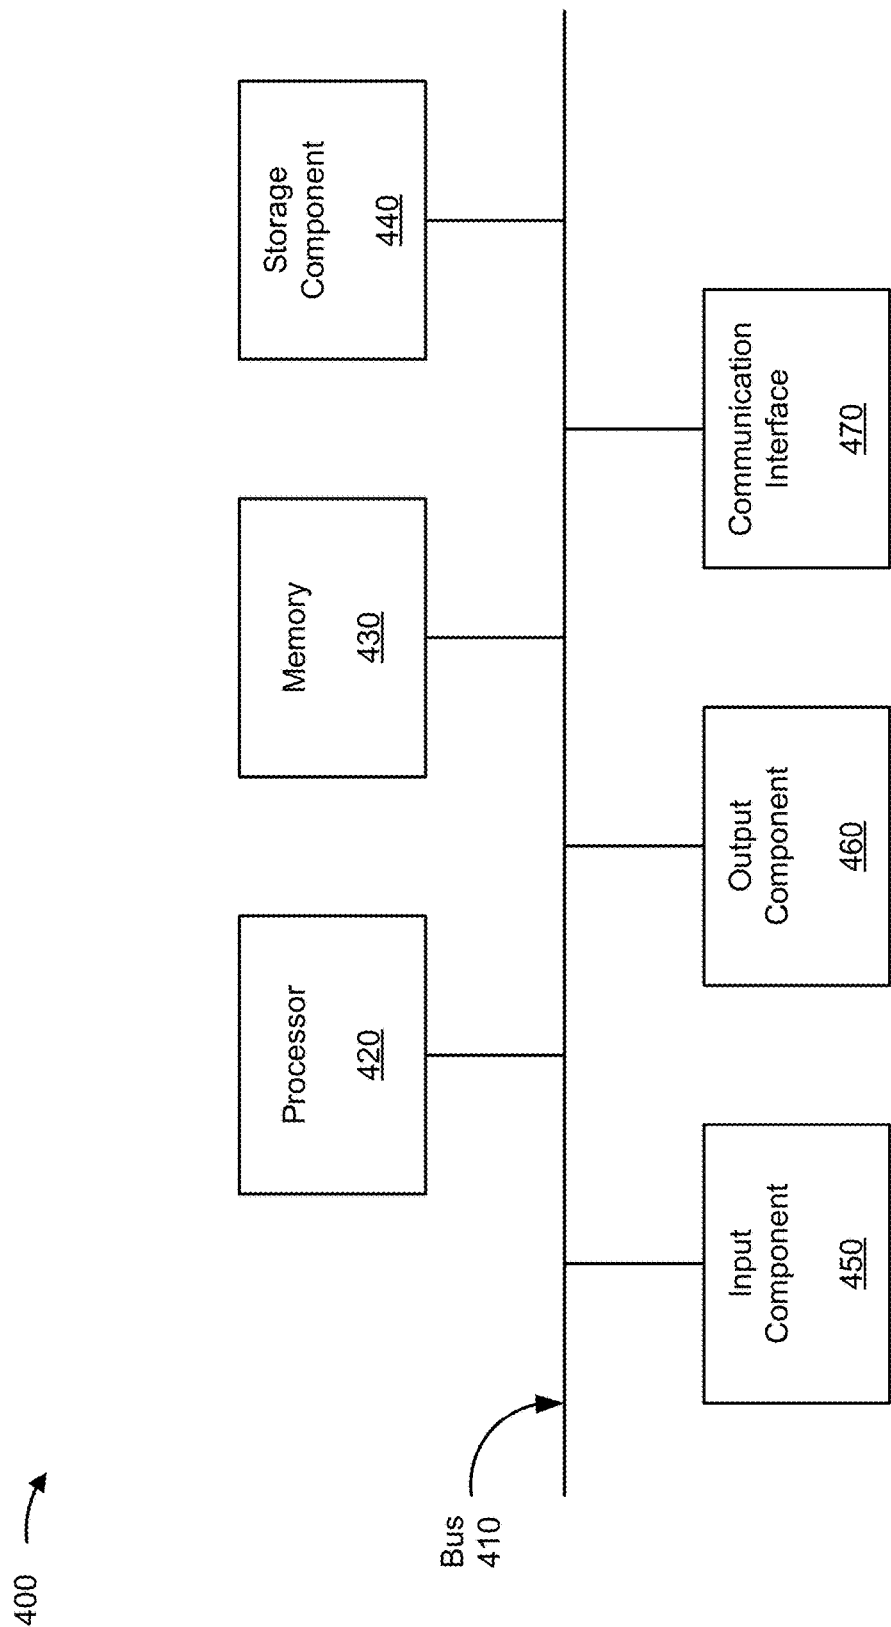 400
Bus
410
Processor
420
Memory
430
Storage
Component
440
Input
Component
450
Output
Component
460
Communication
Interface
470